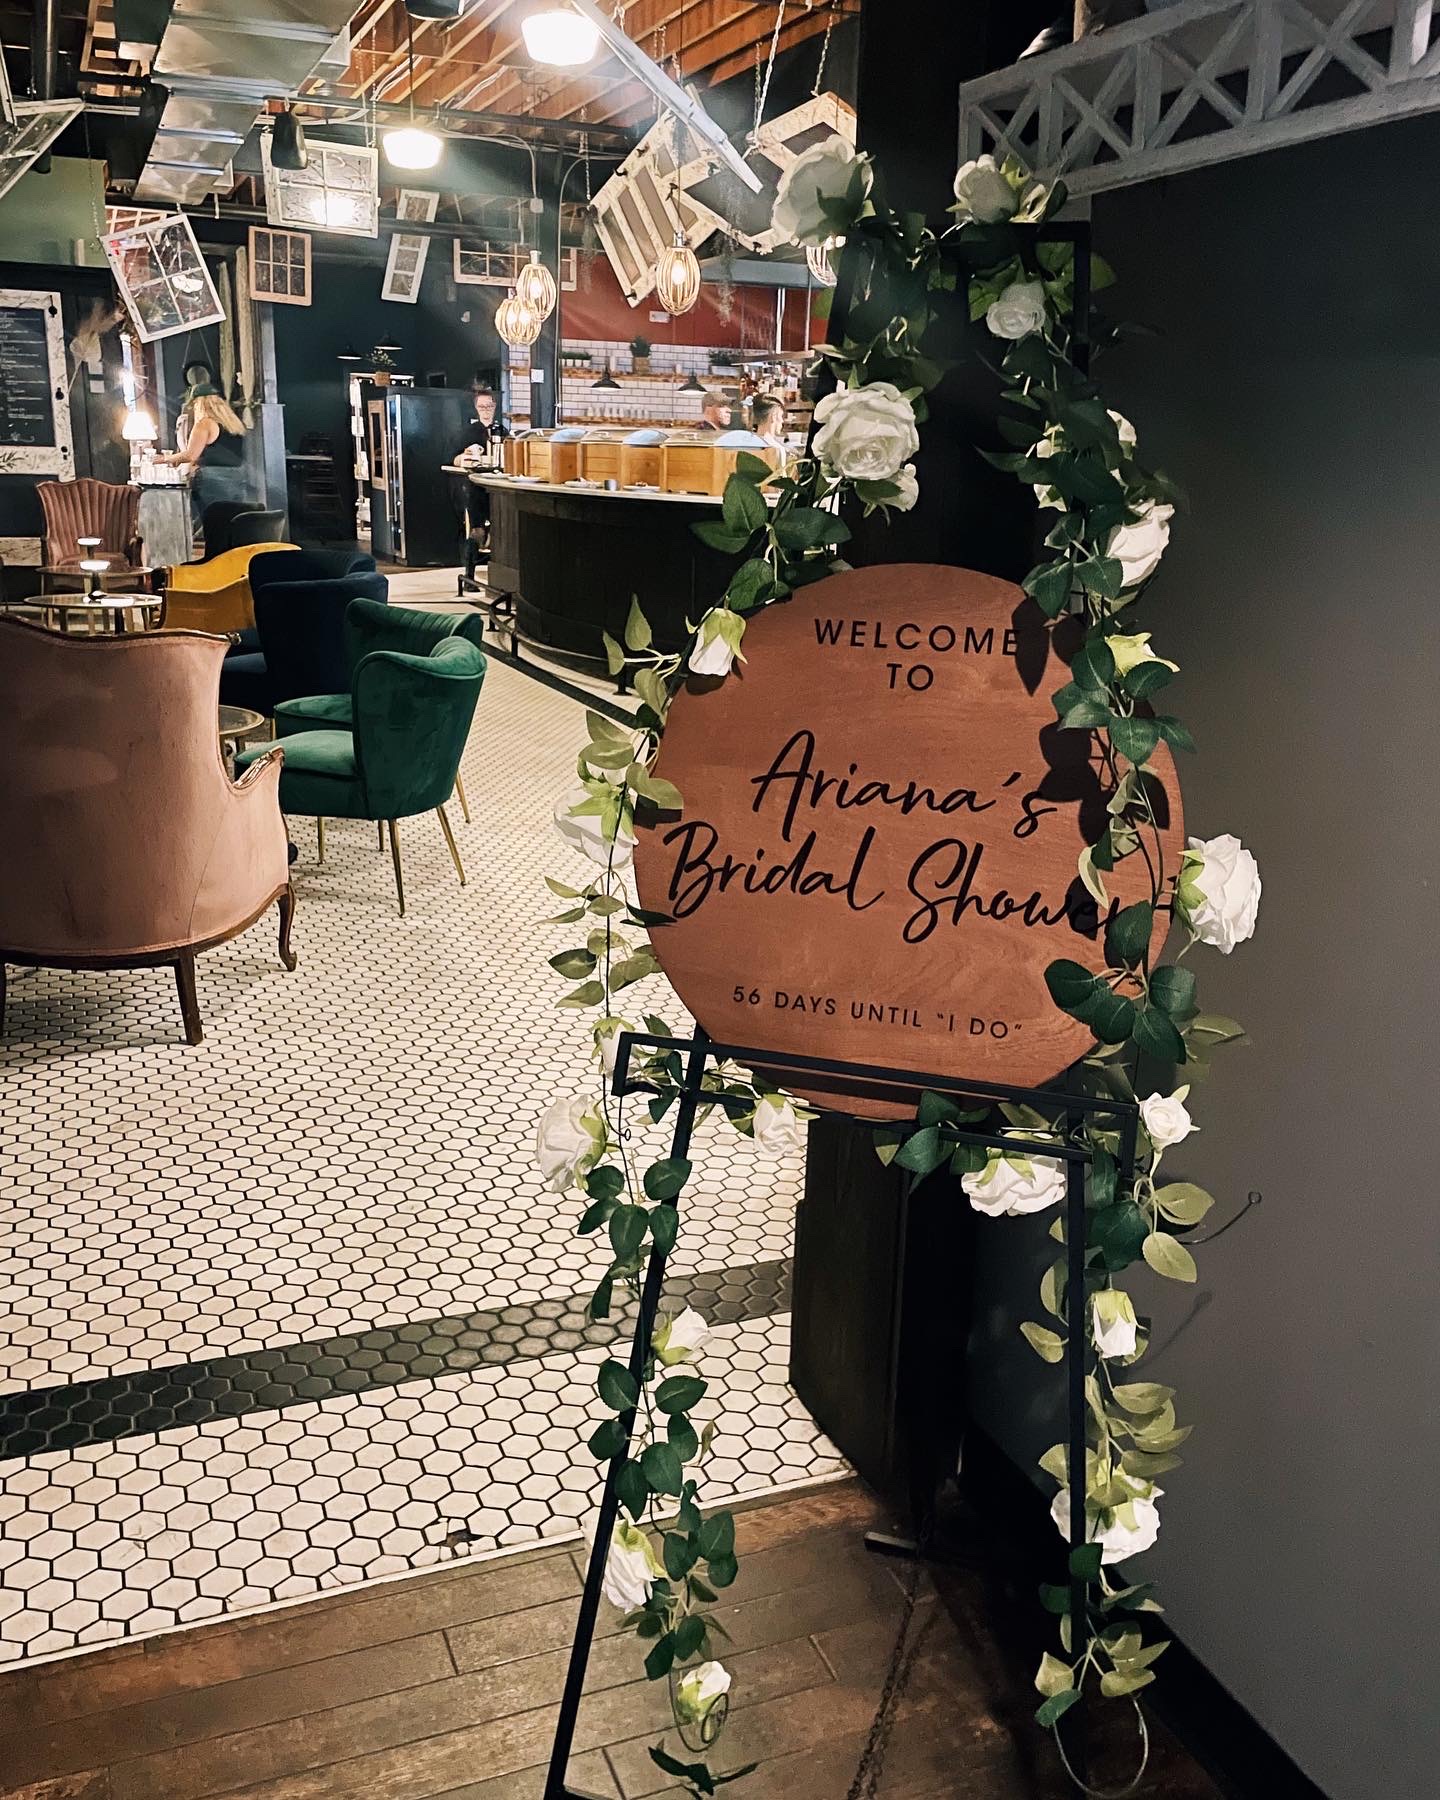 WELCOME
TO
Ariana's
Bridal Shower
56 DAYS UNTIL "I DO"